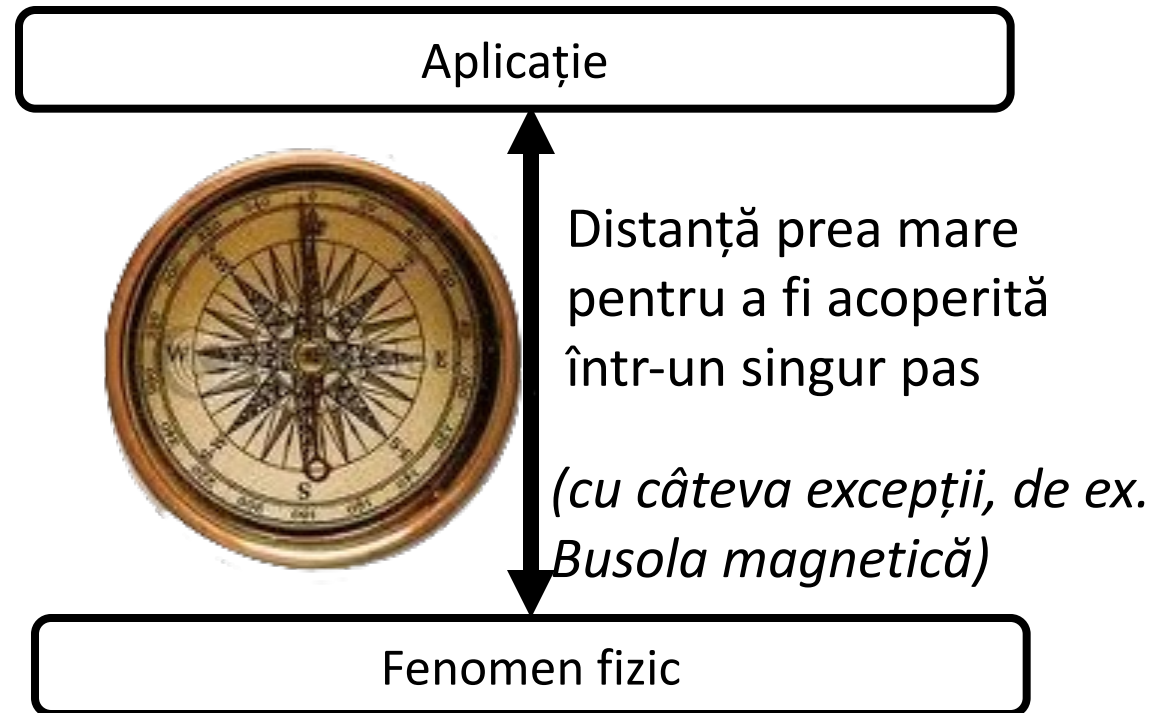 Aplicație
Distanță prea mare
pentru a fi acoperită
într-un singur pas
(cu câteva excepții, de ex.
Busola magnetică)
W
E
S
Fenomen fizic